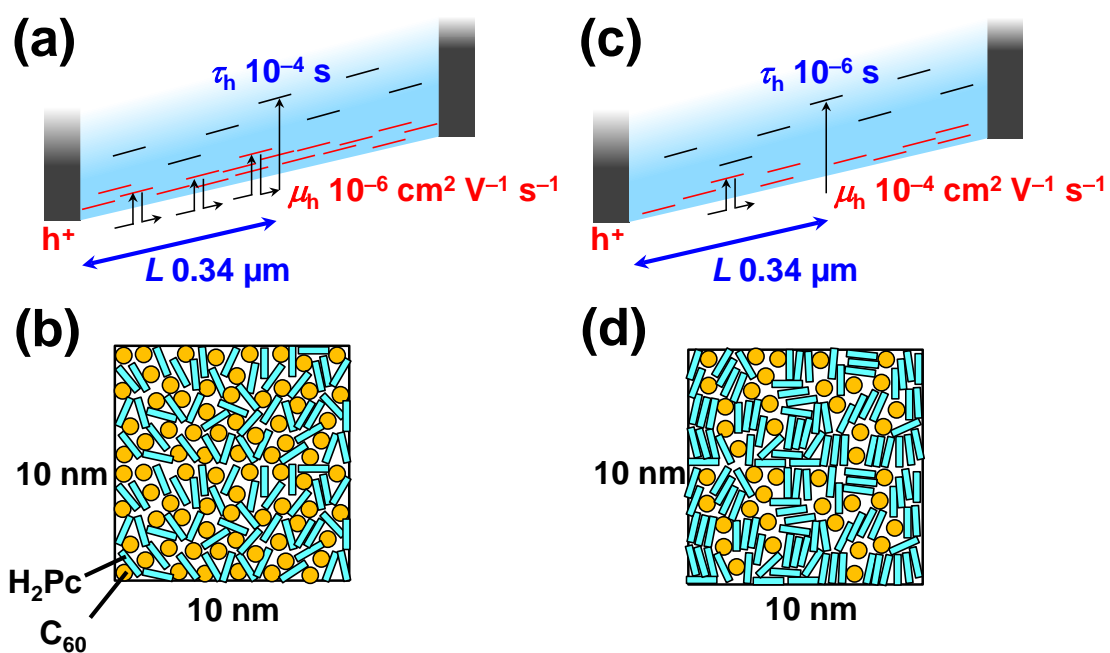 (a)
τh 10–4 s
μh 10–6 cm2 V–1 s–1
h+
L 0.34 μm
(c)
τh 10–6 s
μh 10–4 cm2 V–1 s–1
h+
L 0.34 μm
(b)
10 nm
H2Pc
C60
10 nm
(d)
10 nm
10 nm